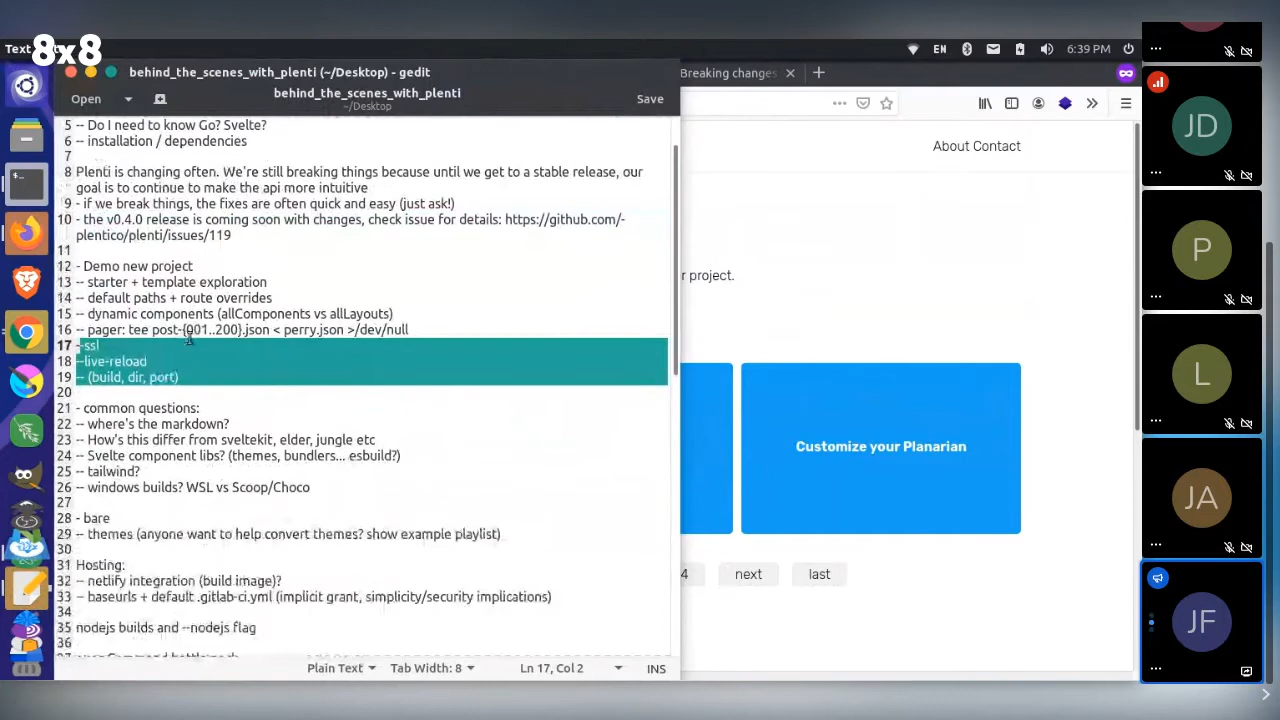 8x8
Text
EN
6:39 PM
behind_the_scenes_with_plenti (~/Desktop) - gedit
Open
behind_the_scenes_with_plenti
~/Desktop
Save
5 -- Do I need to know Go? Svelte?
6 -- installation / dependencies
7
8 Plenti is changing often. We're still breaking things because until we get to a stable release, our
goal is to continue to make the api more intuitive
9 - if we break things, the fixes are often quick and easy (just ask!)
10 - the v0.4.0 release is coming soon with changes, check issue for details: https://github.com/-
plentico/plenti/issues/119
11
12 - Demo new project
13 -- starter + template exploration
14 -- default paths + route overrides
15 -- dynamic components (allComponents vs allLayouts)
16 -- pager: tee post-{001..200}.json < perry.json >/dev/null
17 --ssl
18 --live-reload
19 -- (build, dir, port)
20
21 - common questions:
22 -- where's the markdown?
23 -- How's this differ from sveltekit, elder, jungle etc
24 -- Svelte component libs? (themes, bundlers... esbuild?)
25 -- tailwind?
26 -- windows builds? WSL vs Scoop/Choco
27
28 - bare
29 -- themes (anyone want to help convert themes? show example playlist)
30
31 Hosting:
32 -- netlify integration (build image)?
33 -- baseurls + default .gitlab-ci.yml (implicit grant, simplicity/security implications)
34
35 nodejs builds and --nodejs flag
36
Plain Text
Tab Width: 8
Ln 17, Col 2
INS
Breaking changes
About Contact
r project.
Customize your Planarian
4
next
last
JD
P
L
JA
JF